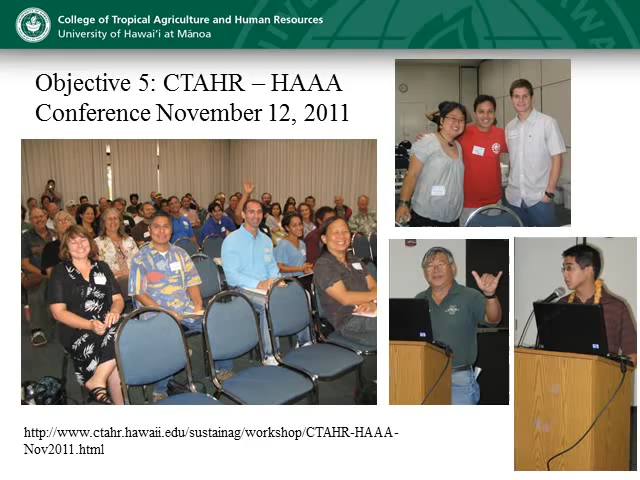 College of Tropical Agriculture and Human Resources
University of Hawai‘i at Mānoa
Objective 5: CTAHR – HAAA
Conference November 12, 2011
http://www.ctahr.hawaii.edu/sustainag/workshop/CTAHR-HAAA-
Nov2011.html